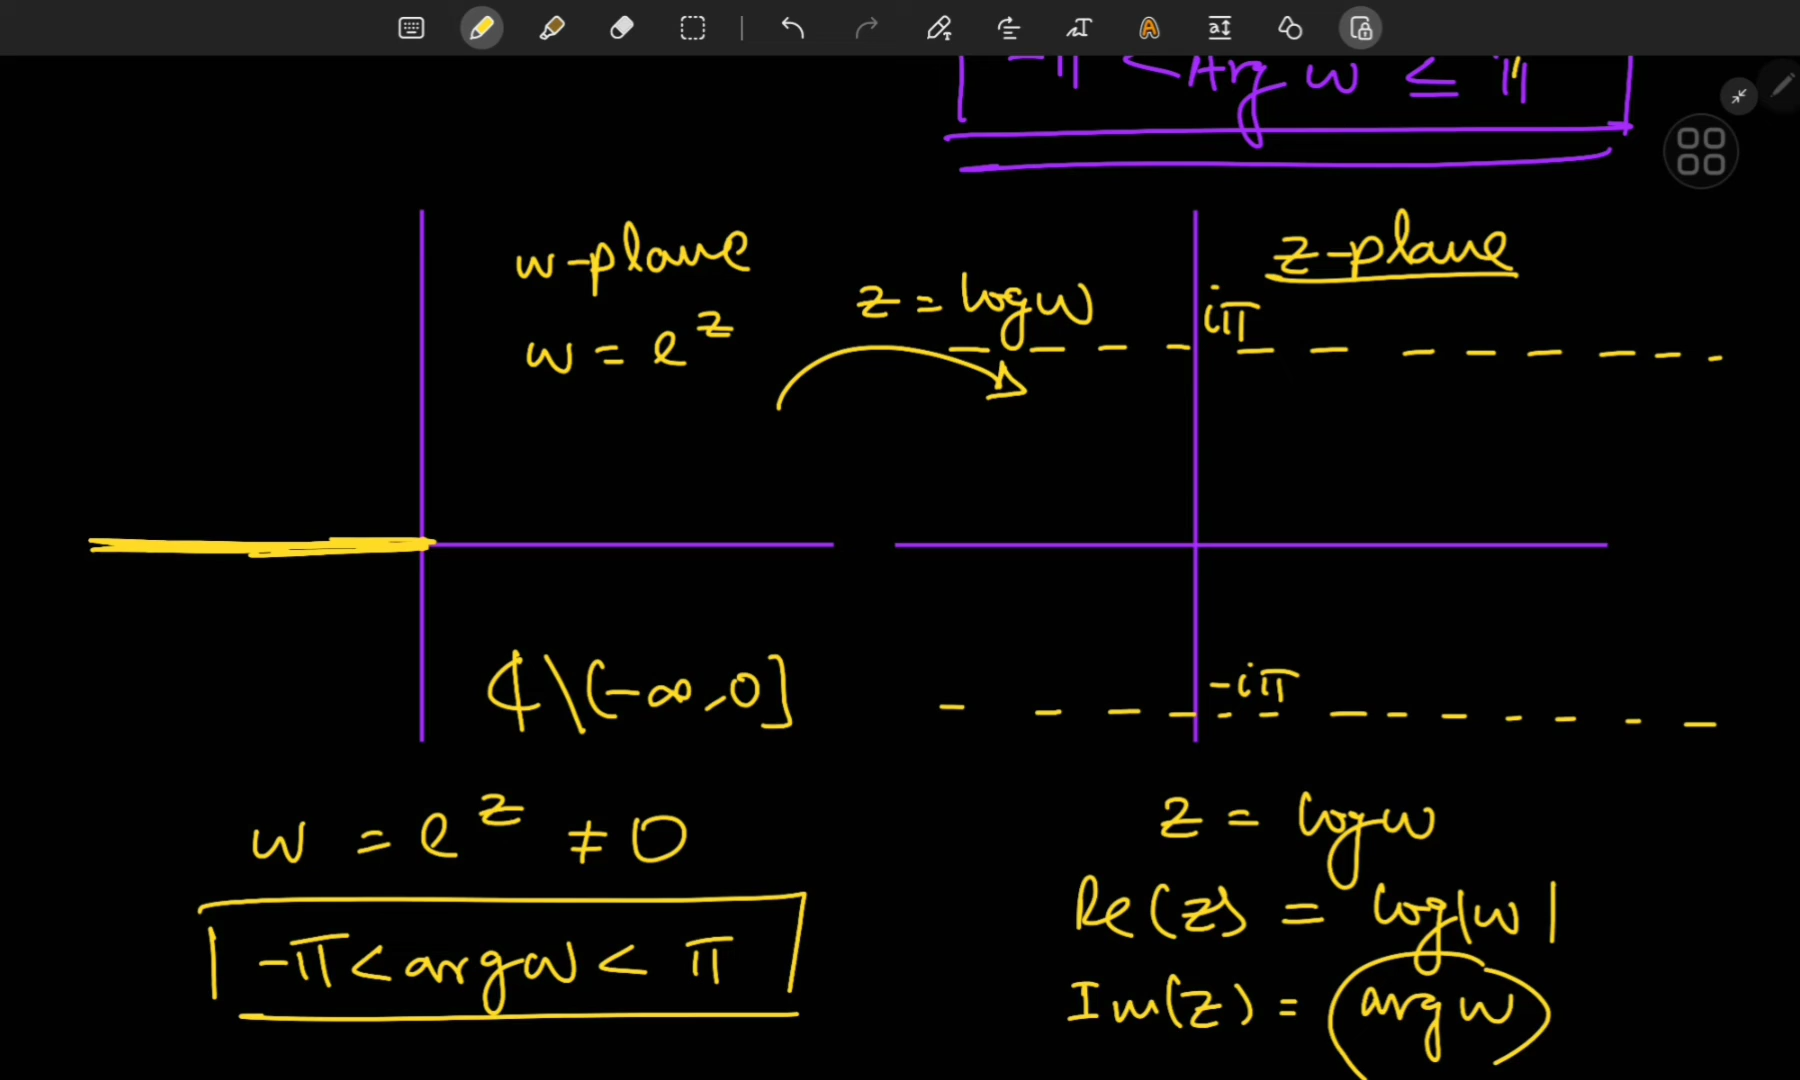 -π < Arg w ≤ π
w-plane
w = e^z
z = log w
z-plane
iπ
-iπ
ℂ\(-∞,0]
w = e^z ≠ 0
-π < arg w < π
z = log w
Re(z) = log|w|
Im(z) = arg w